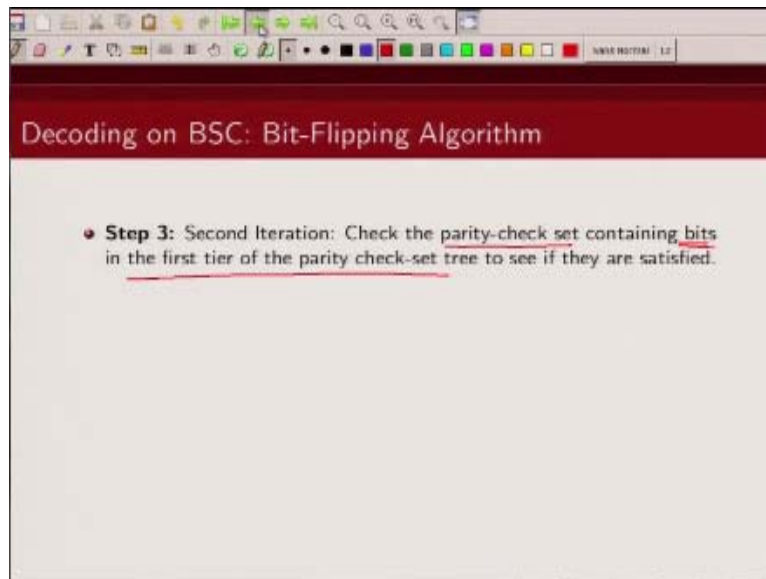 T
Decoding on BSC: Bit-Flipping Algorithm
Step 3: Second Iteration: Check the parity-check set containing bits
in the first tier of the parity check-set tree to see if they are satisfied.